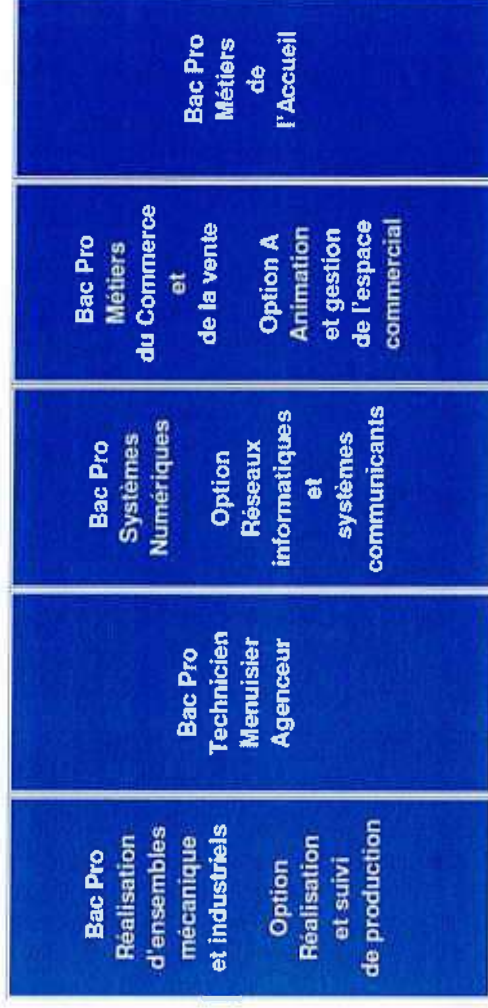 Bac Pro
Réalisation
d'ensembles
mécanique
et industriels
Option
Réalisation
et suivi
de production
Bac Pro
Technicien
Menuisier
Agenceur
Bac Pro
Systèmes
Numériques
Option
Réseaux
informatiques
et
systèmes
communicants
Bac Pro
Métiers
du Commerce
et
de la vente
Option A
Animation
et gestion
de l'espace
commercial
Bac Pro
Métiers
de
l'Accueil